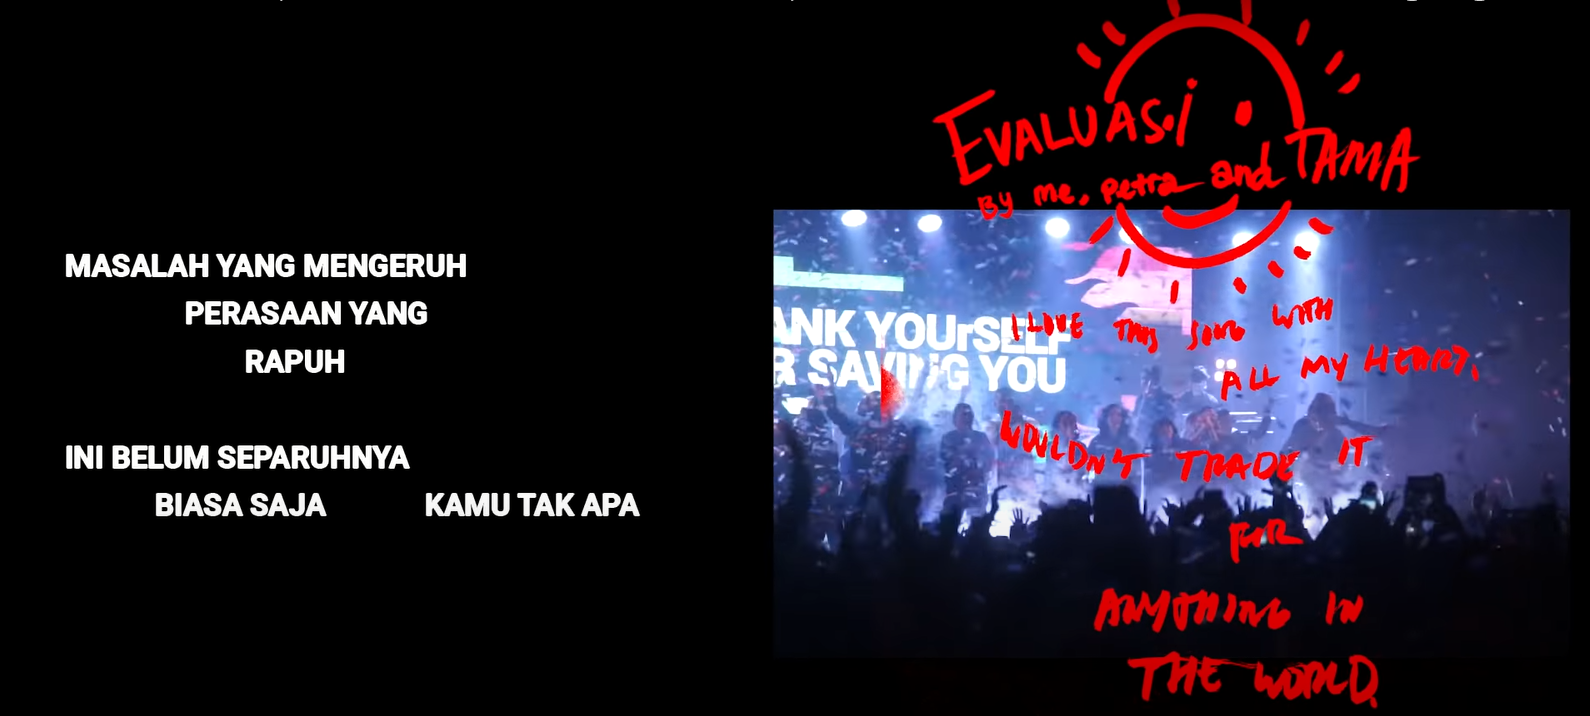 MASALAH YANG MENGERUH
PERASAAN YANG
RAPUH
INI BELUM SEPARUHNYA
BIASA SAJA KAMU TAK APA
EVALUASI
BY me, petra and TAMA
ANK YOUrSELF
R SAVING YOU
I LOVE THIS SONG WITH
ALL MY HEART,
WOULDN'T TRADE IT
FOR
ANYTHING IN
THE WORLD.